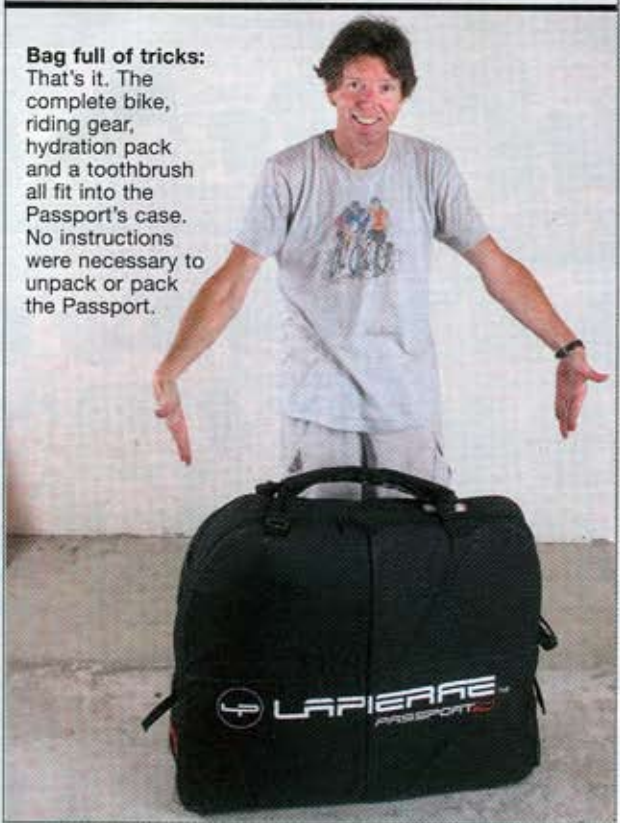 Bag full of tricks:
That's it. The
complete bike,
riding gear,
hydration pack
and a toothbrush
all fit into the
Passport's case.
No instructions
were necessary to
unpack or pack
the Passport.
LP LAPIERRE
PASSPORT